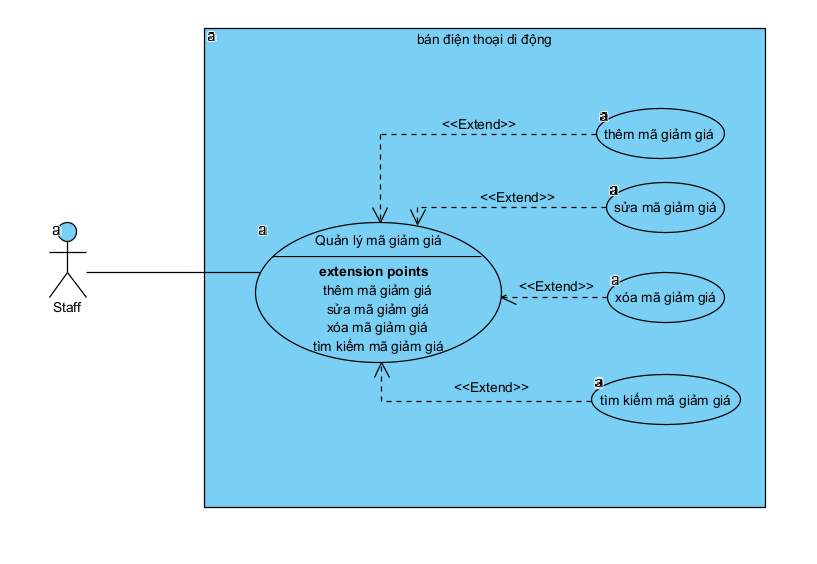 a
bán điện thoại di động
<<Extend>>
a
thêm mã giảm giá
<<Extend>>
a
sửa mã giảm giá
a
Staff
a
Quản lý mã giảm giá
extension points
thêm mã giảm giá
sửa mã giảm giá
xóa mã giảm giá
tìm kiếm mã giảm giá
<<Extend>>
a
xóa mã giảm giá
<<Extend>>
a
tìm kiếm mã giảm giá